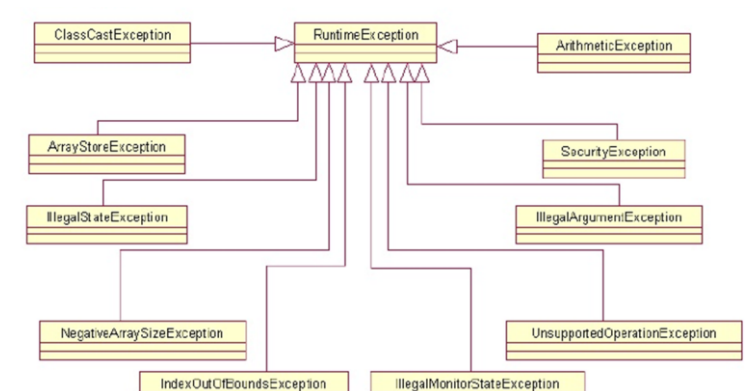 ClassCastException
RuntimeException
ArithmeticException
ArrayStoreException
SecurityException
IllegalStateException
IllegalArgumentException
NegativeArraySizeException
UnsupportedOperationException
IndexOutOfBoundsException
IllegalMonitorStateException